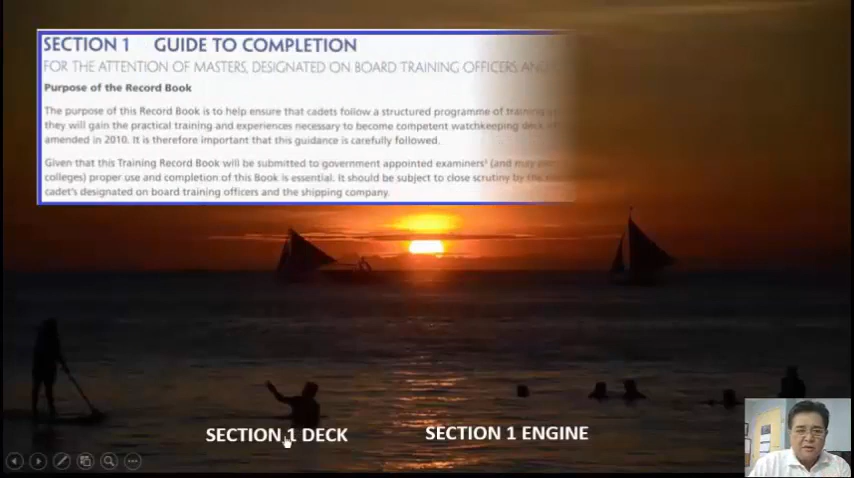 SECTION 1 GUIDE TO COMPLETION
FOR THE ATTENTION OF MASTERS, DESIGNATED ON BOARD TRAINING OFFICERS AND
Purpose of the Record Book
The purpose of this Record Book is to help ensure that cadets follow a structured programme of training
they will gain the practical training and experiences necessary to become competent watchkeeping deck
amended in 2010. It is therefore important that this guidance is carefully followed.
Given that this Training Record Book will be submitted to government appointed examiners¹ (and may
colleges) proper use and completion of this Book is essential. It should be subject to close scrutiny by the
cadet's designated on board training officers and the shipping company.
SECTION 1 DECK SECTION 1 ENGINE